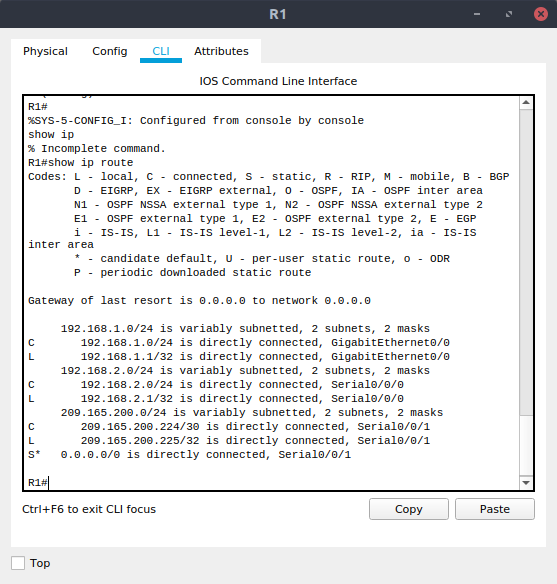 R1
Physical Config CLI Attributes
IOS Command Line Interface
R1#
%SYS-5-CONFIG_I: Configured from console by console
show ip
% Incomplete command.
R1#show ip route
Codes: L - local, C - connected, S - static, R - RIP, M - mobile, B - BGP
       D - EIGRP, EX - EIGRP external, O - OSPF, IA - OSPF inter area
       N1 - OSPF NSSA external type 1, N2 - OSPF NSSA external type 2
       E1 - OSPF external type 1, E2 - OSPF external type 2, E - EGP
       i - IS-IS, L1 - IS-IS level-1, L2 - IS-IS level-2, ia - IS-IS
inter area
       * - candidate default, U - per-user static route, o - ODR
       P - periodic downloaded static route
Gateway of last resort is 0.0.0.0 to network 0.0.0.0
     192.168.1.0/24 is variably subnetted, 2 subnets, 2 masks
C       192.168.1.0/24 is directly connected, GigabitEthernet0/0
L       192.168.1.1/32 is directly connected, GigabitEthernet0/0
     192.168.2.0/24 is variably subnetted, 2 subnets, 2 masks
C       192.168.2.0/24 is directly connected, Serial0/0/0
L       192.168.2.1/32 is directly connected, Serial0/0/0
     209.165.200.0/24 is variably subnetted, 2 subnets, 2 masks
C       209.165.200.224/30 is directly connected, Serial0/0/1
L       209.165.200.225/32 is directly connected, Serial0/0/1
S*   0.0.0.0/0 is directly connected, Serial0/0/1
R1#
Ctrl+F6 to exit CLI focus Copy Paste
Top